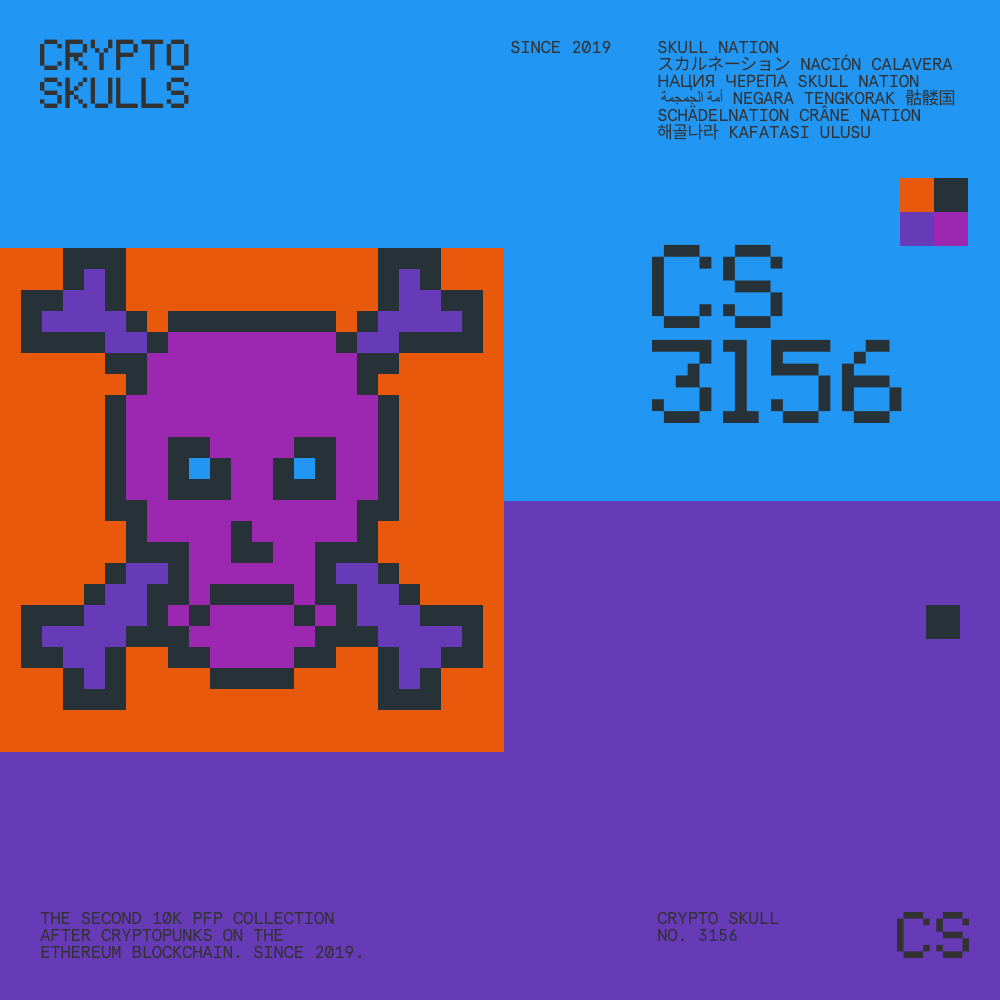 CRYPTO
SKULLS
SINCE 2019
SKULL NATION
スカルネーション NACIÓN CALAVERA
НАЦИЯ ЧЕРЕПА SKULL NATION
أمة الجمجمة NEGARA TENGKORAK 骷髏国
SCHÄDELNATION CRÂNE NATION
해골나라 KAFATASI ULUSU
CS
3156
THE SECOND 10K PFP COLLECTION
AFTER CRYPTOPUNKS ON THE
ETHEREUM BLOCKCHAIN. SINCE 2019.
CRYPTO SKULL
NO. 3156
CS